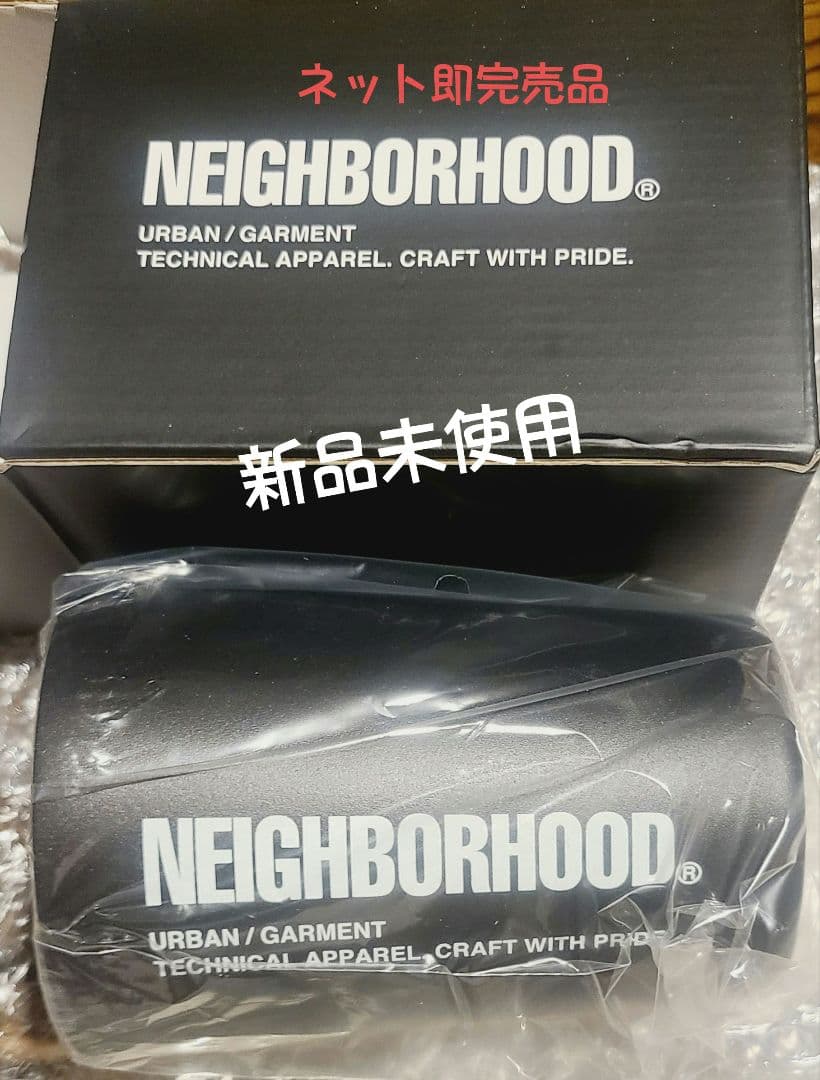 ネット即完売品
NEIGHBORHOOD®
URBAN / GARMENT
TECHNICAL APPAREL. CRAFT WITH PRIDE.
新品未使用
NEIGHBORHOOD®
URBAN / GARMENT
TECHNICAL APPAREL. CRAFT WITH PRIDE